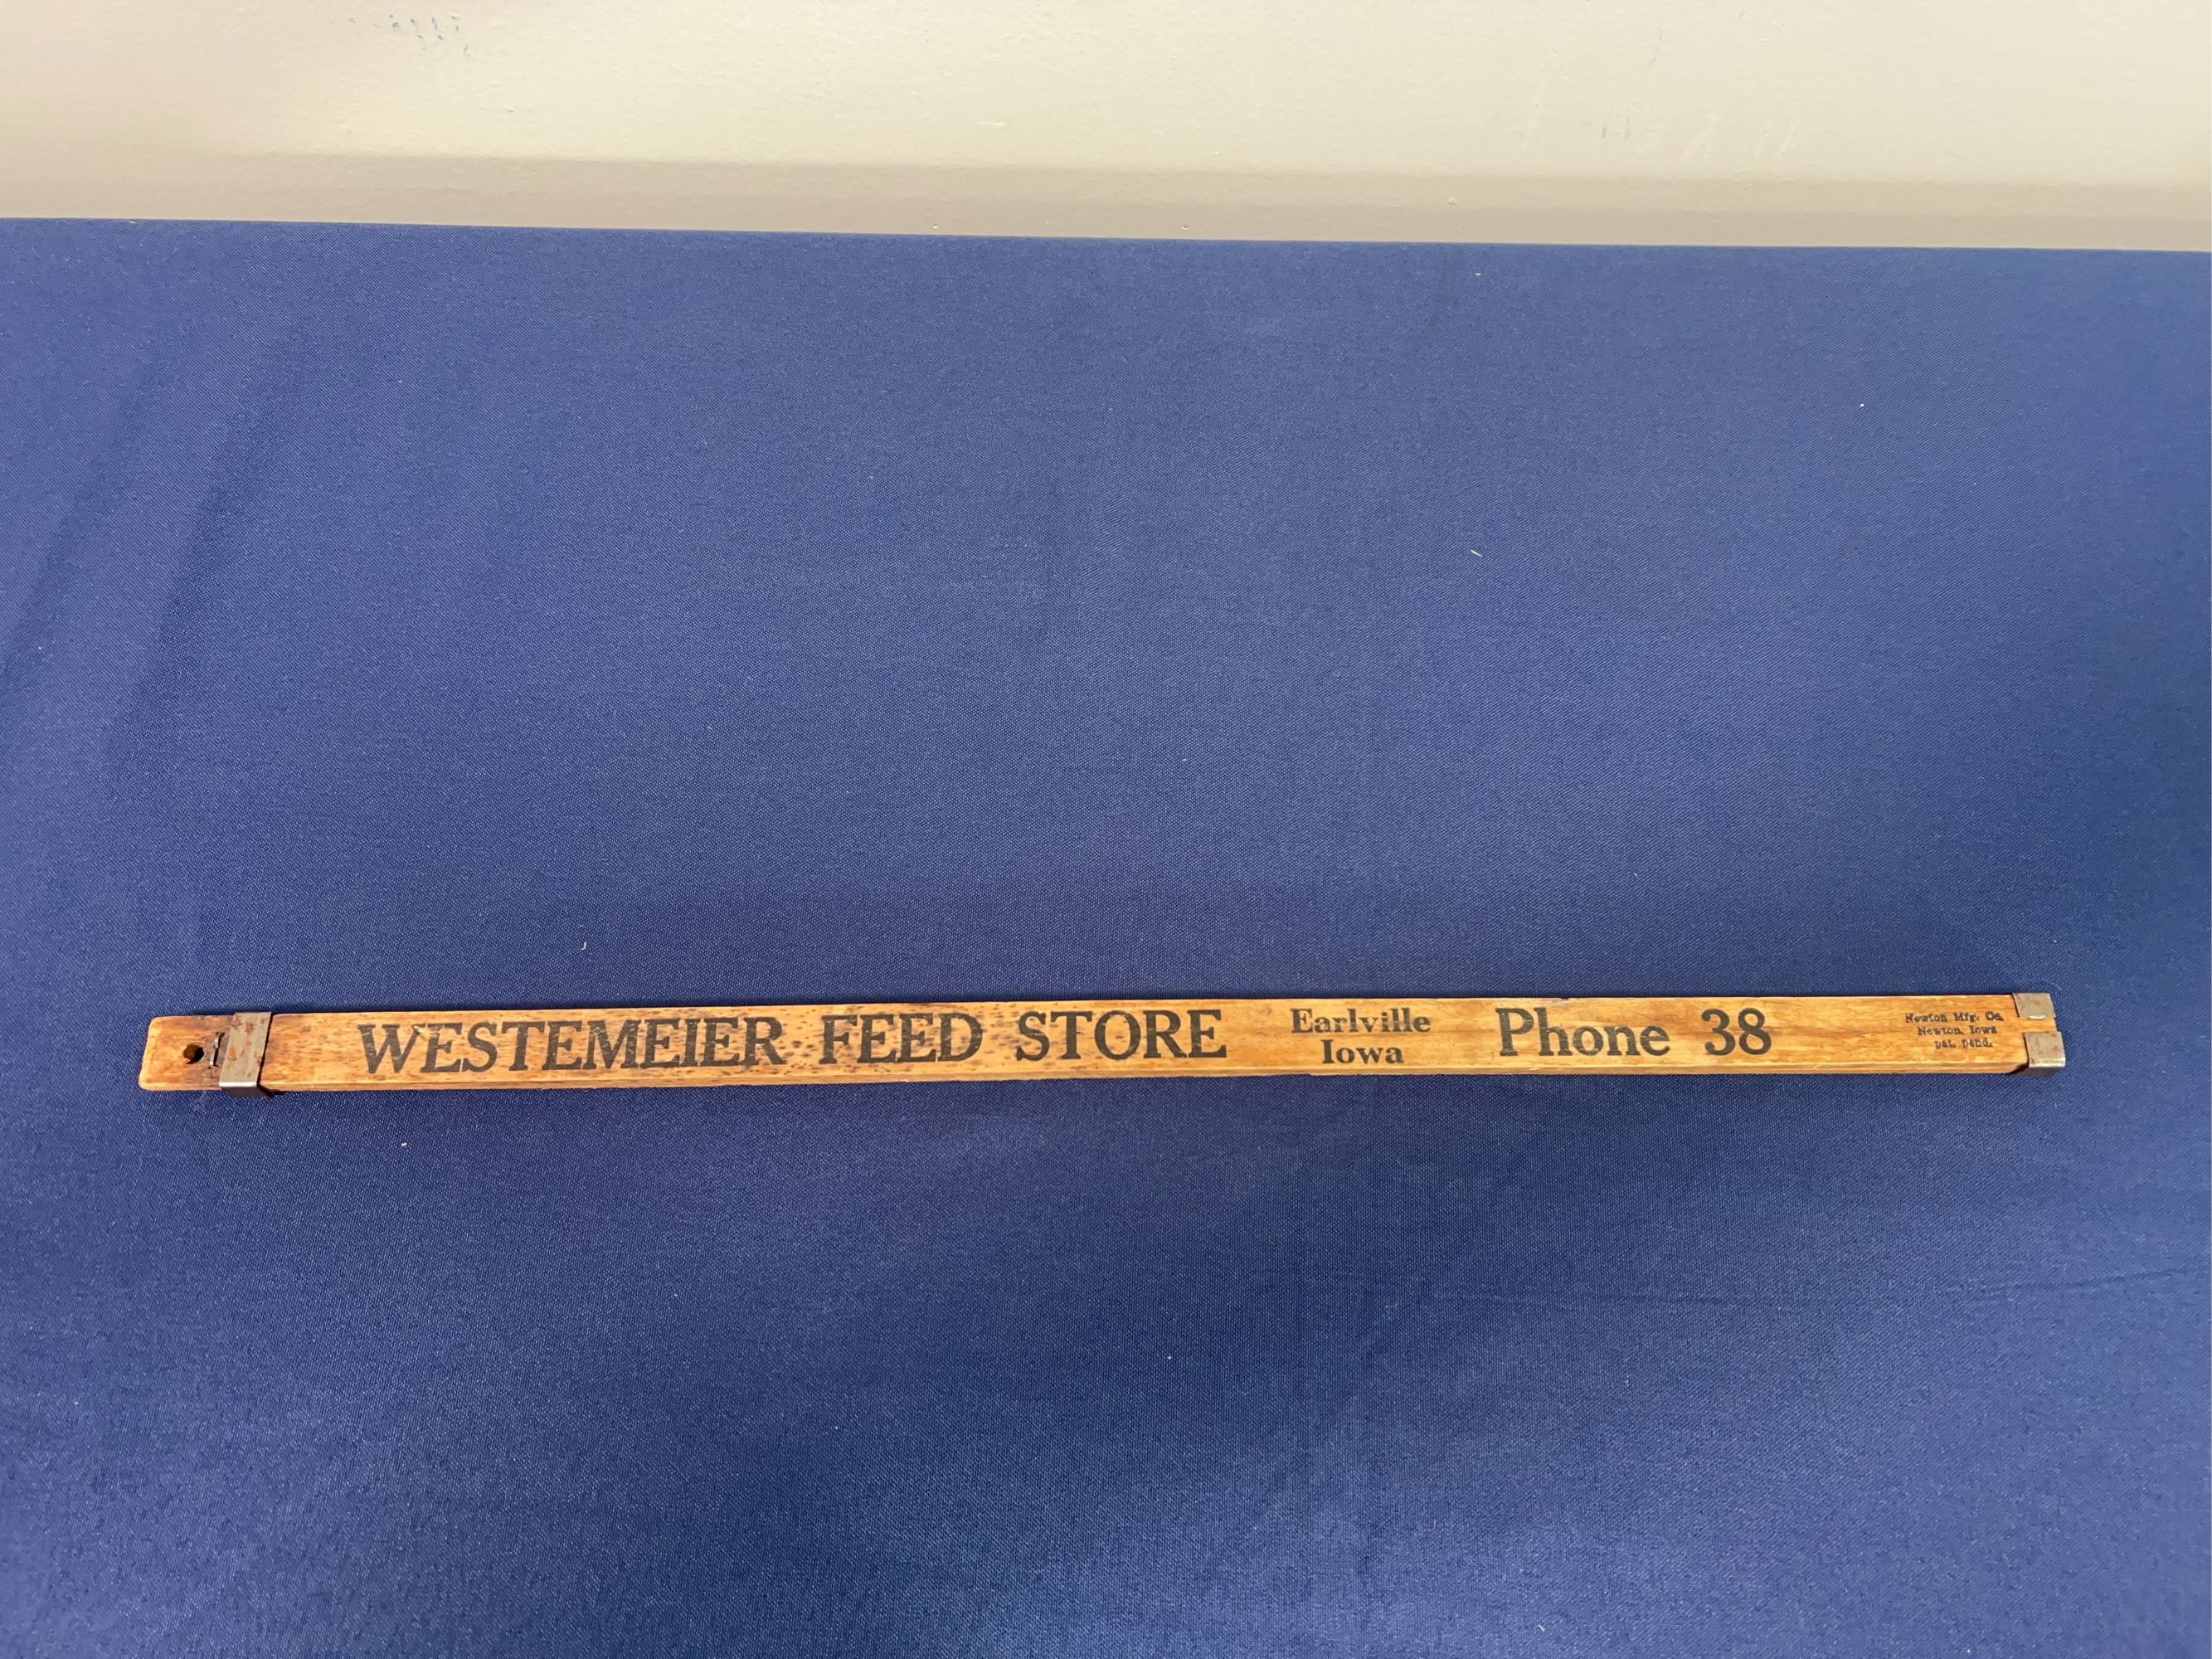 WESTEMEIER FEED STORE Earlville Iowa Phone 38
Newton Mfg. Co.
Newton, Iowa
pat. pend.